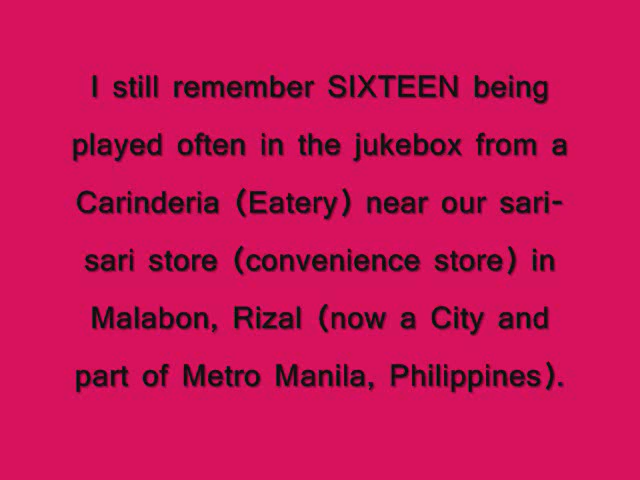 I still remember SIXTEEN being
played often in the jukebox from a
Carinderia (Eatery) near our sari-
sari store (convenience store) in
Malabon, Rizal (now a City and
part of Metro Manila, Philippines).